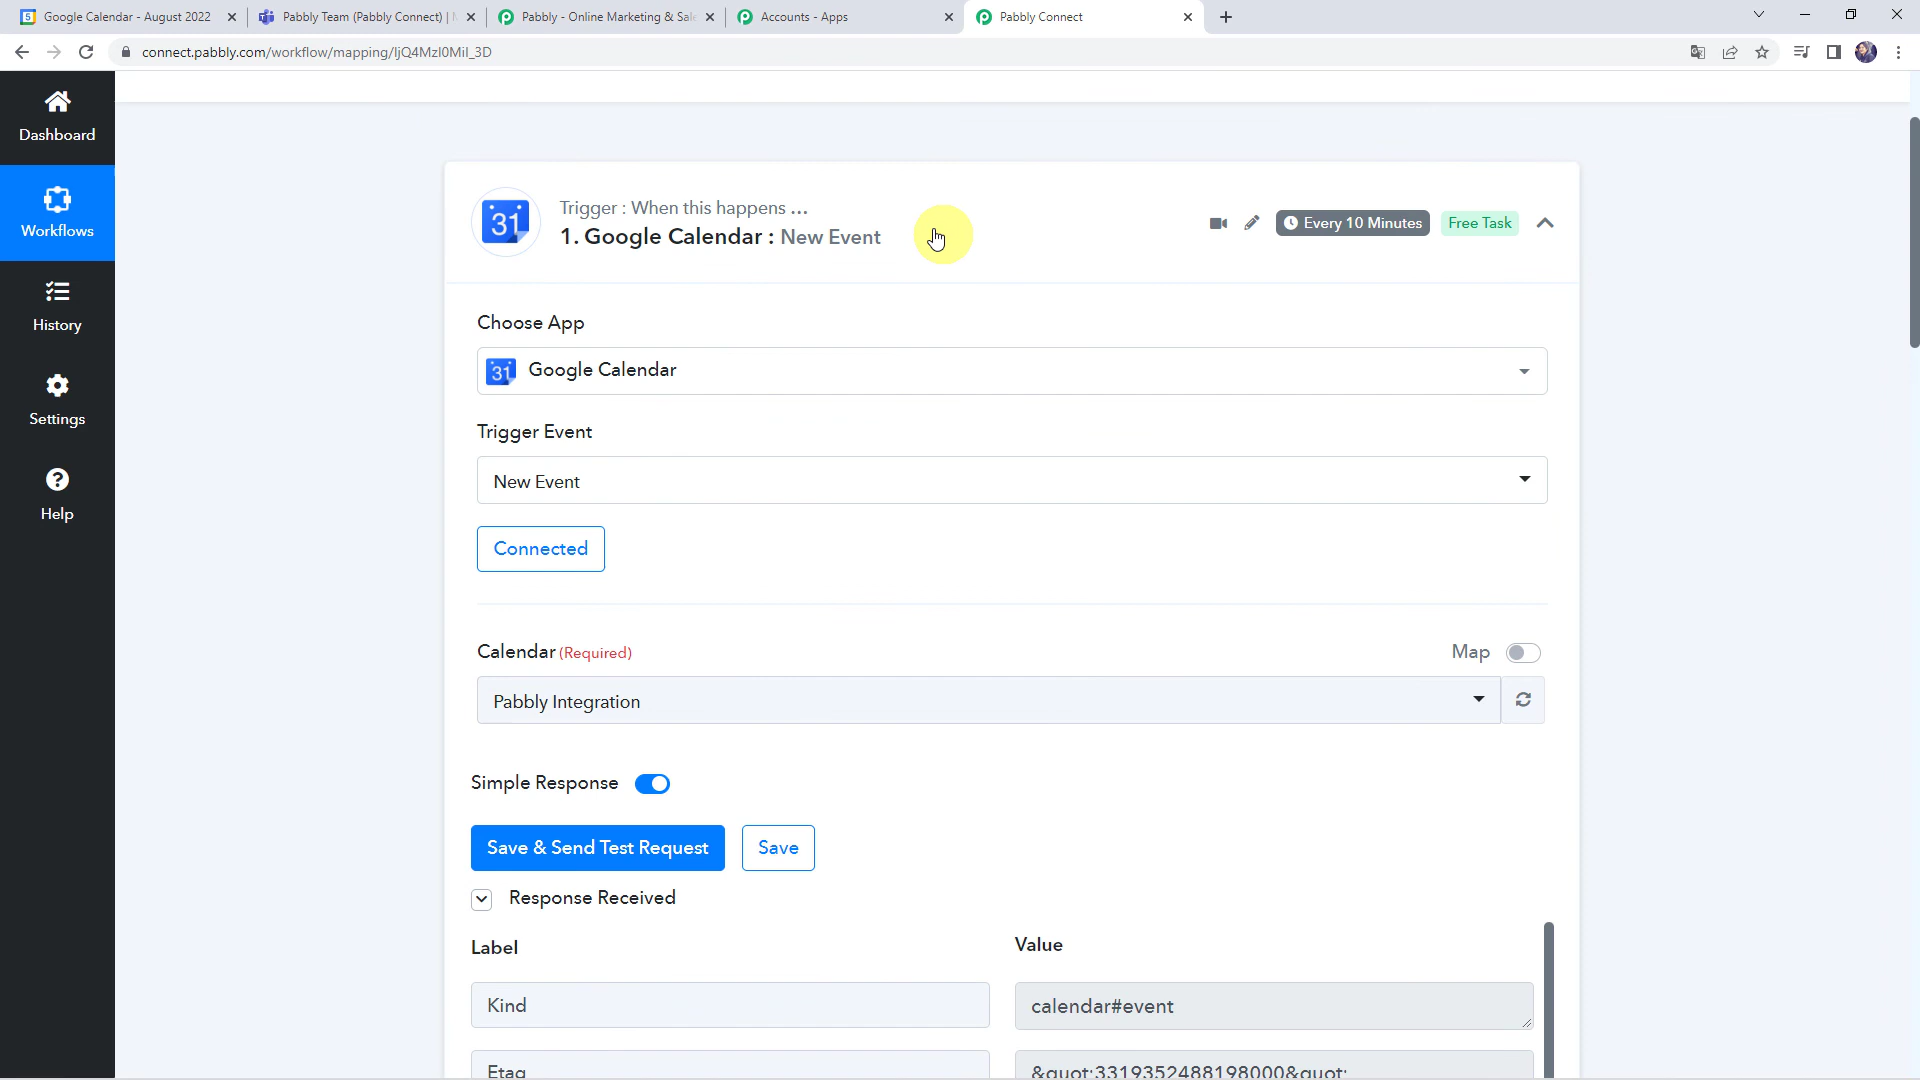 Google Calendar - August 2022
Pabbly Team (Pabbly Connect) |
Pabbly - Online Marketing & Sale
Accounts - Apps
Pabbly Connect
connect.pabbly.com/workflow/mapping/IjQ4MzI0MiI_3D
Dashboard
Workflows
History
Settings
Help
31
Trigger : When this happens ...
1. Google Calendar : New Event
Every 10 Minutes
Free Task
Choose App
31 Google Calendar
Trigger Event
New Event
Connected
Calendar (Required)
Map
Pabbly Integration
Simple Response
Save & Send Test Request
Save
Response Received
Label
Value
Kind
calendar#event
Etag
&quot;3319352488198000&quot;